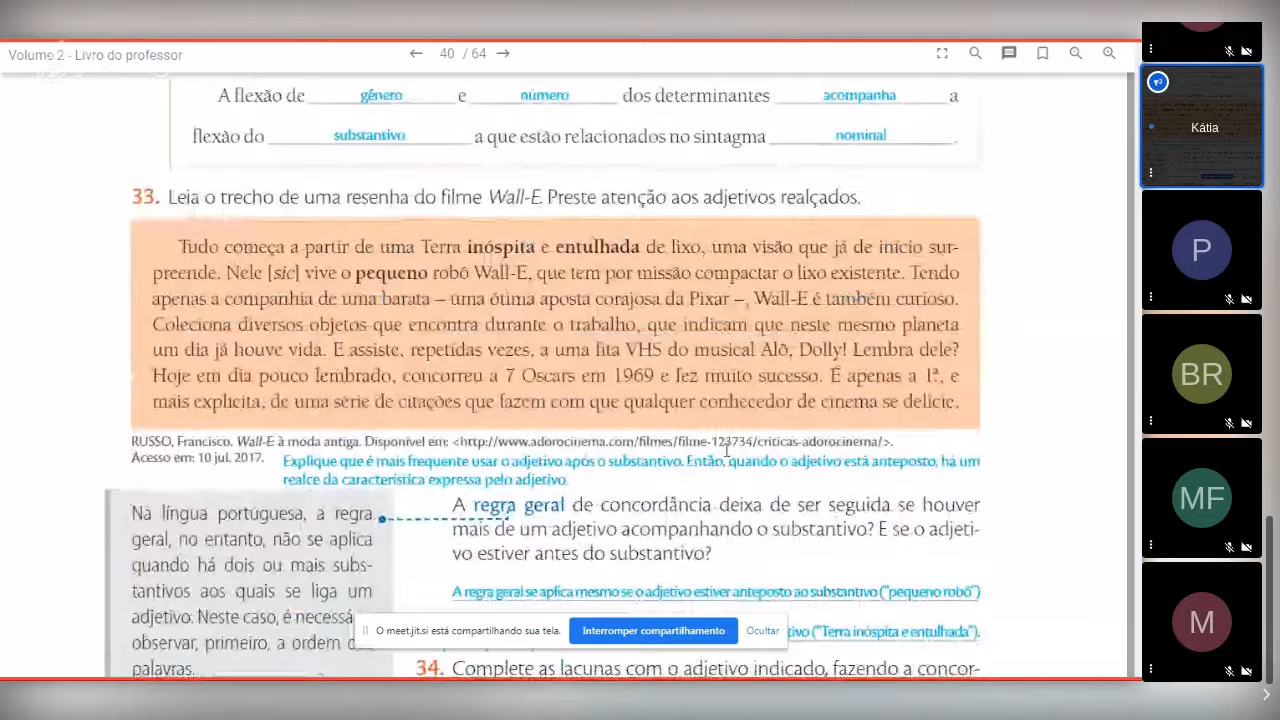 Volume 2 - Livro do professor
40 / 64
A flexão de gênero e número dos determinantes acompanha a
flexão do substantivo a que estão relacionados no sintagma nominal.
33. Leia o trecho de uma resenha do filme Wall-E. Preste atenção aos adjetivos realçados.
Tudo começa a partir de uma Terra inóspita e entulhada de lixo, uma visão que já de início sur-
preende. Nele [sic] vive o pequeno robô Wall-E, que tem por missão compactar o lixo existente. Tendo
apenas a companhia de uma barata – uma ótima aposta corajosa da Pixar –, Wall-E é também curioso.
Coleciona diversos objetos que encontra durante o trabalho, que indicam que neste mesmo planeta
um dia já houve vida. E assiste, repetidas vezes, a uma fita VHS do musical Alô, Dolly! Lembra dele?
Hoje em dia pouco lembrado, concorreu a 7 Oscars em 1969 e fez muito sucesso. É apenas a 1ª, e
mais explícita, de uma série de citações que fazem com que qualquer conhecedor de cinema se delicie.
RUSSO, Francisco. Wall-E à moda antiga. Disponível em: <http://www.adorocinema.com/filmes/filme-123734/criticas-adorocinema/>.
Acesso em: 10 jul. 2017.
Explique que é mais frequente usar o adjetivo após o substantivo. Então, quando o adjetivo está anteposto, há um
realce da característica expressa pelo adjetivo.
A regra geral de concordância deixa de ser seguida se houver
mais de um adjetivo acompanhando o substantivo? E se o adjeti-
vo estiver antes do substantivo?
A regra geral se aplica mesmo se o adjetivo estiver anteposto ao substantivo ("pequeno robô")
tivo ("Terra inóspita e entulhada").
Na língua portuguesa, a regra
geral, no entanto, não se aplica
quando há dois ou mais subs-
tantivos aos quais se liga um
adjetivo. Neste caso, é necessá
observar, primeiro, a ordem d
palavras.
O meet.jit.si está compartilhando sua tela.
Interromper compartilhamento
Ocultar
34. Complete as lacunas com o adjetivo indicado, fazendo a concor-
Kátia
P
BR
MF
M